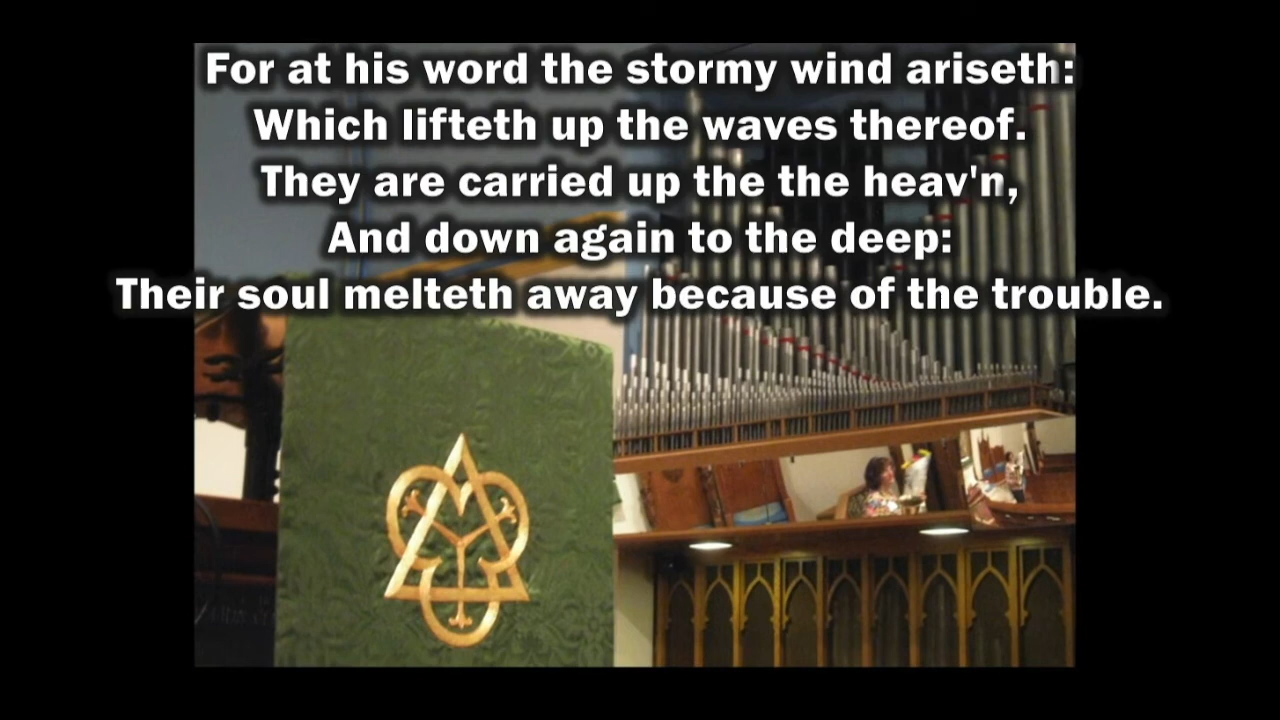 For at his word the stormy wind ariseth:
Which lifteth up the waves thereof.
They are carried up the the heav'n,
And down again to the deep:
Their soul melteth away because of the trouble.